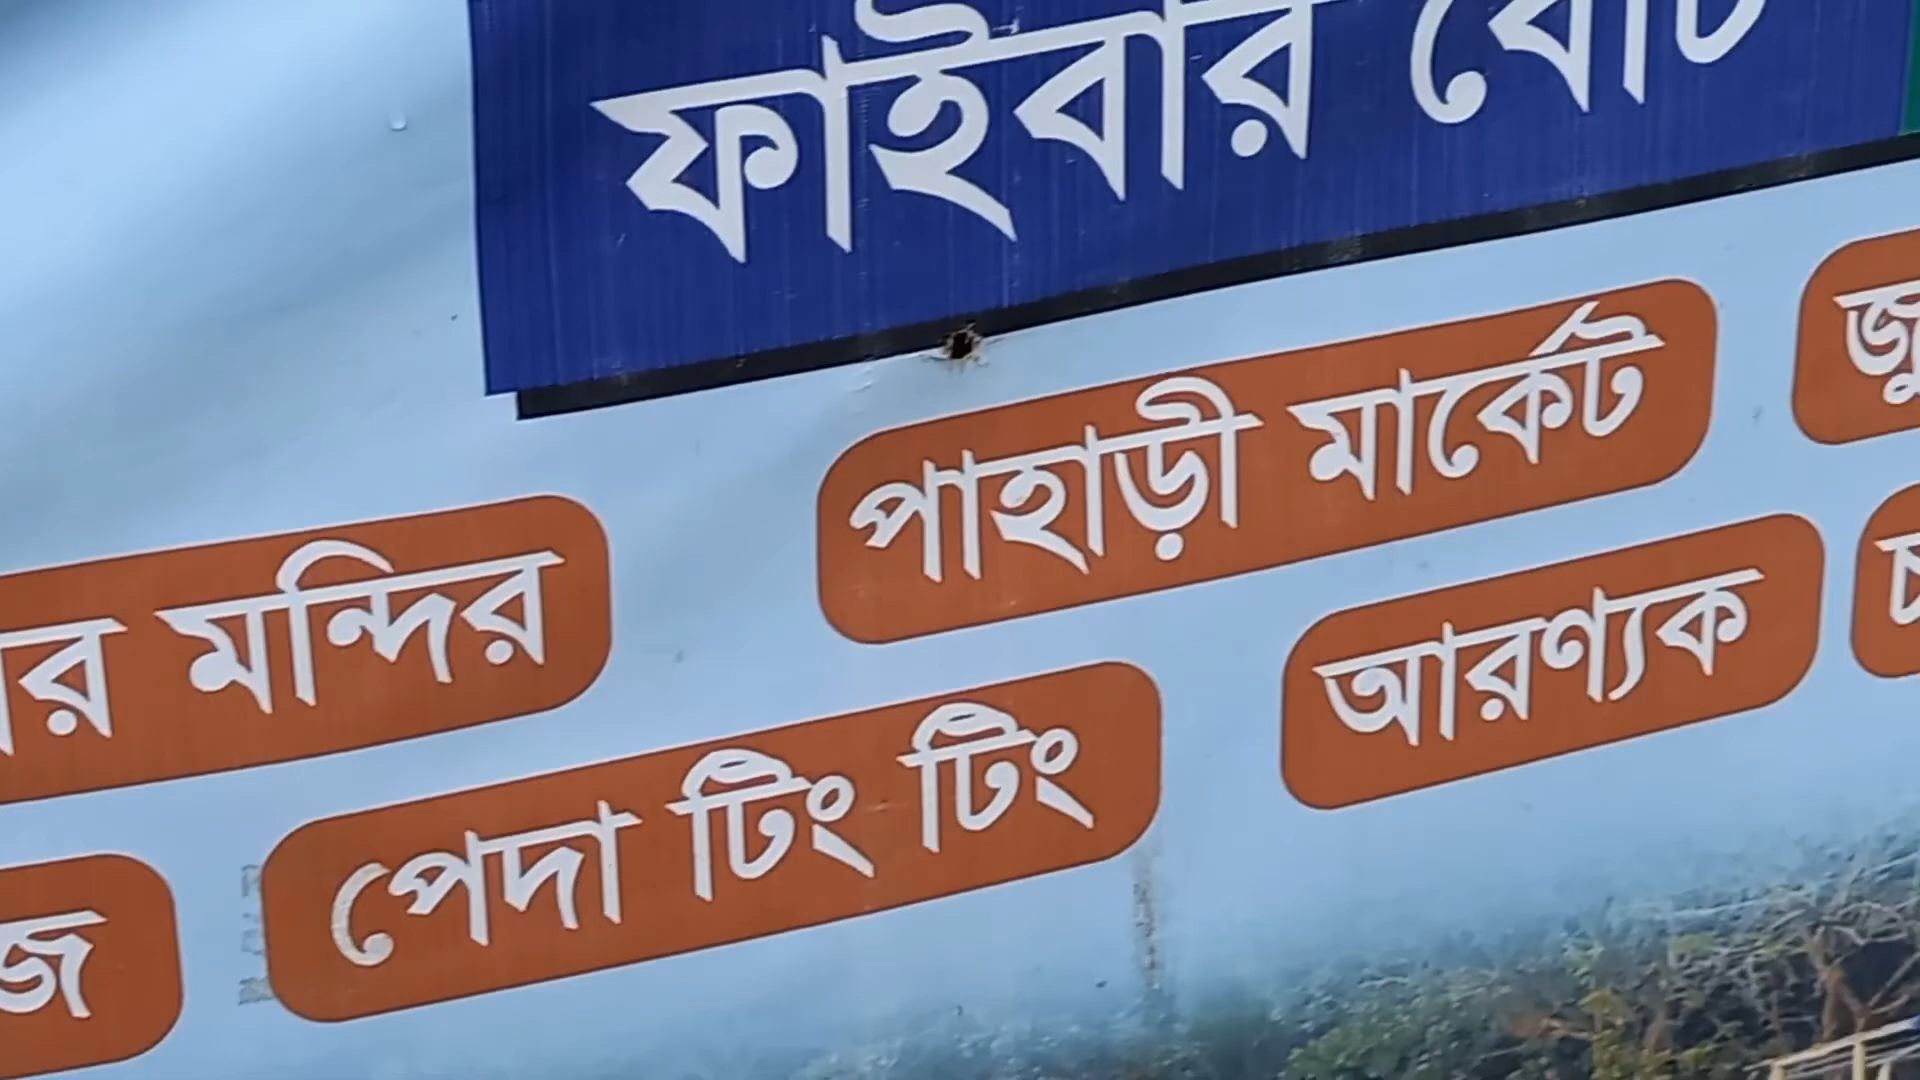 ফাইবার বোট
পাহাড়ী মার্কেট
মন্দির
আরণ্যক
পেদা টিং টিং